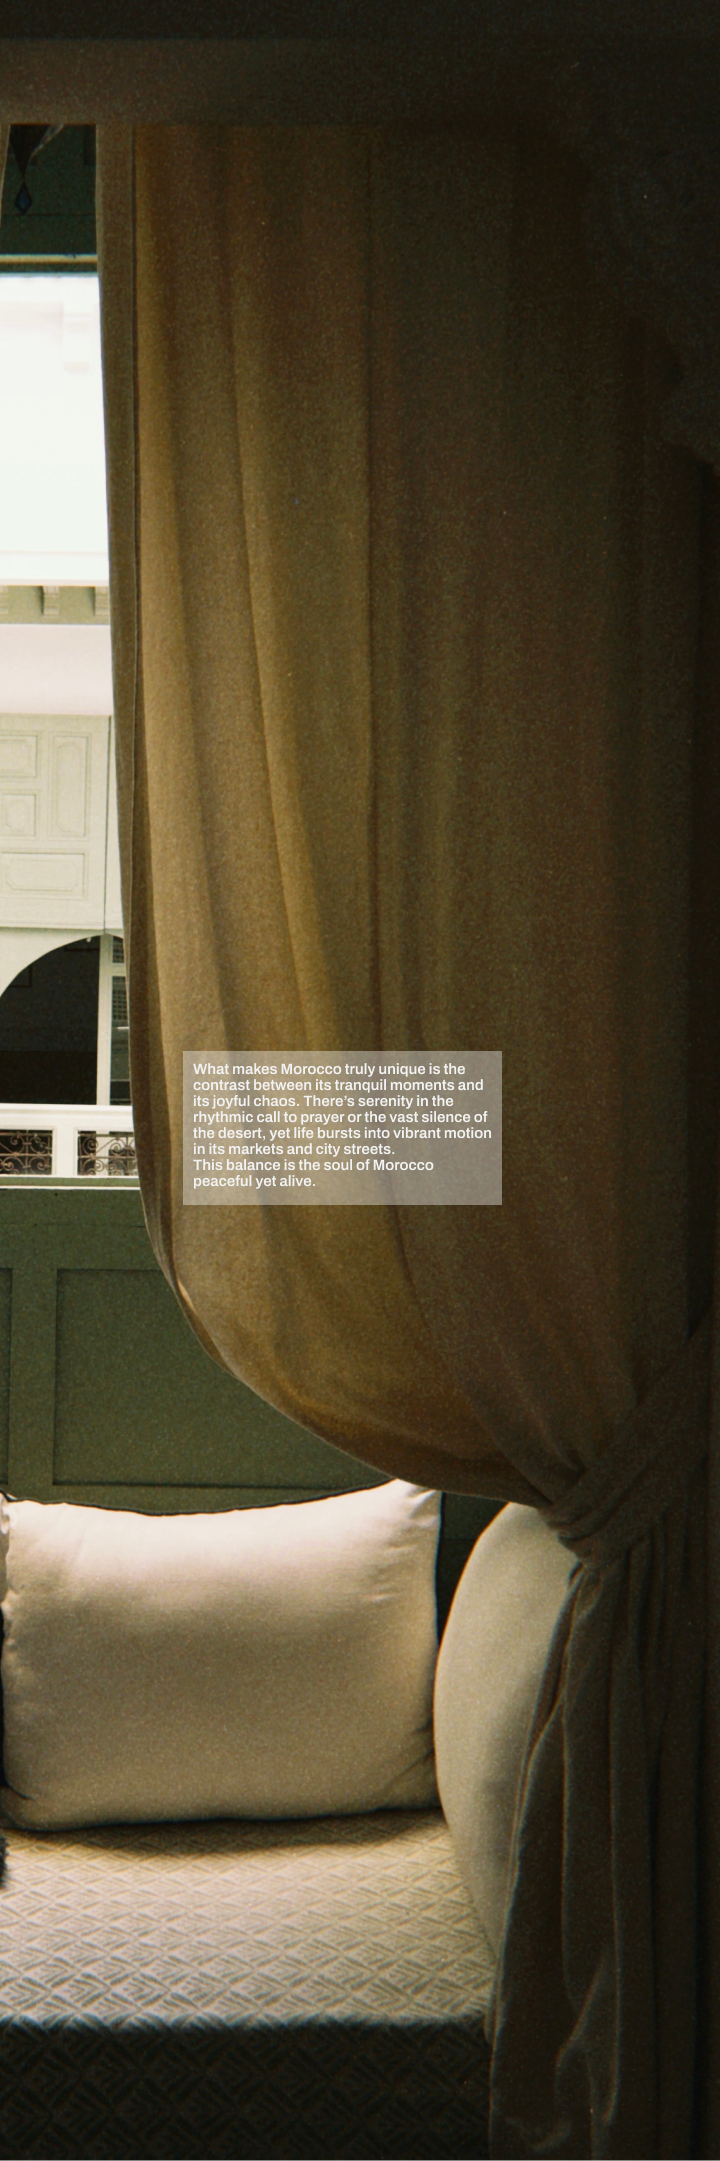 What makes Morocco truly unique is the
contrast between its tranquil moments and
its joyful chaos. There’s serenity in the
rhythmic call to prayer or the vast silence of
the desert, yet life bursts into vibrant motion
in its markets and city streets.
This balance is the soul of Morocco
peaceful yet alive.